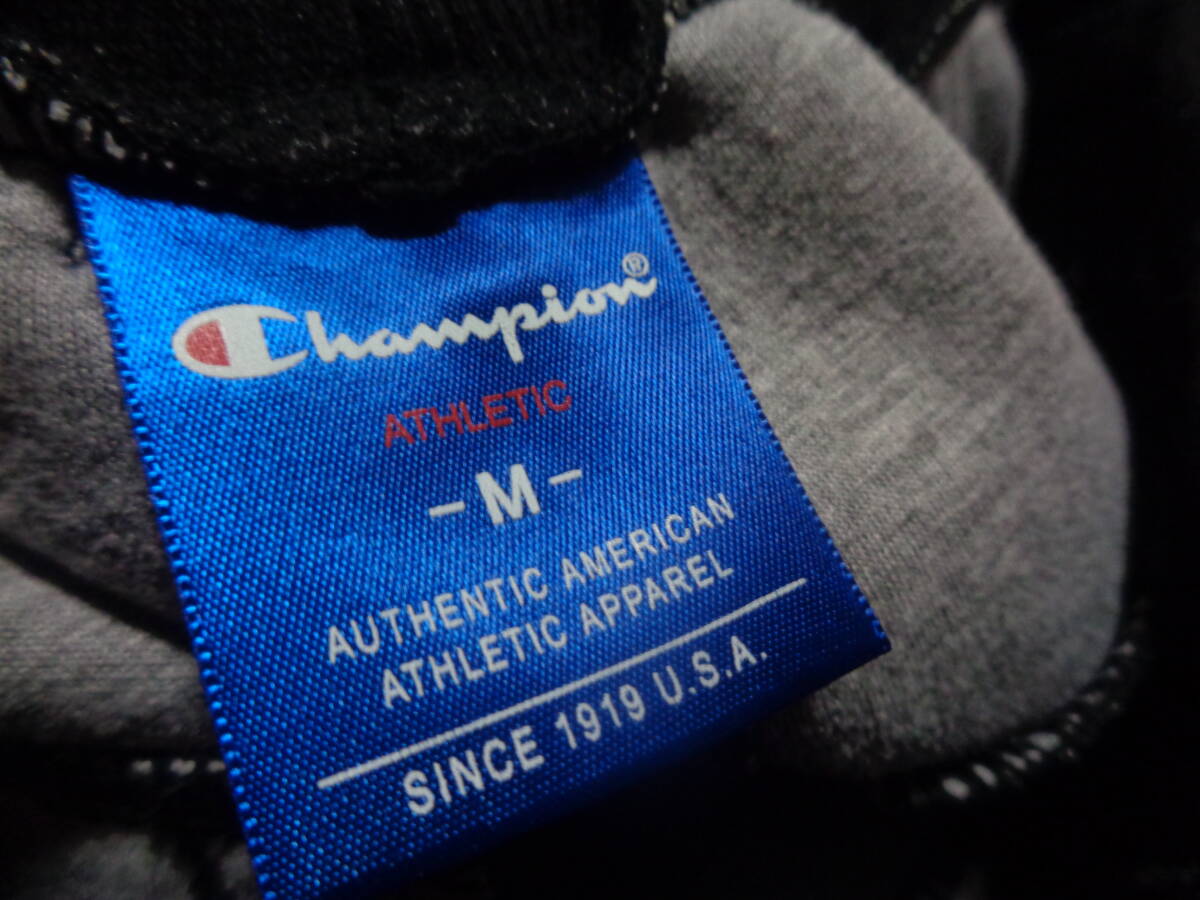 Champion®
ATHLETIC
- M -
AUTHENTIC AMERICAN
ATHLETIC APPAREL
SINCE 1919 U.S.A.